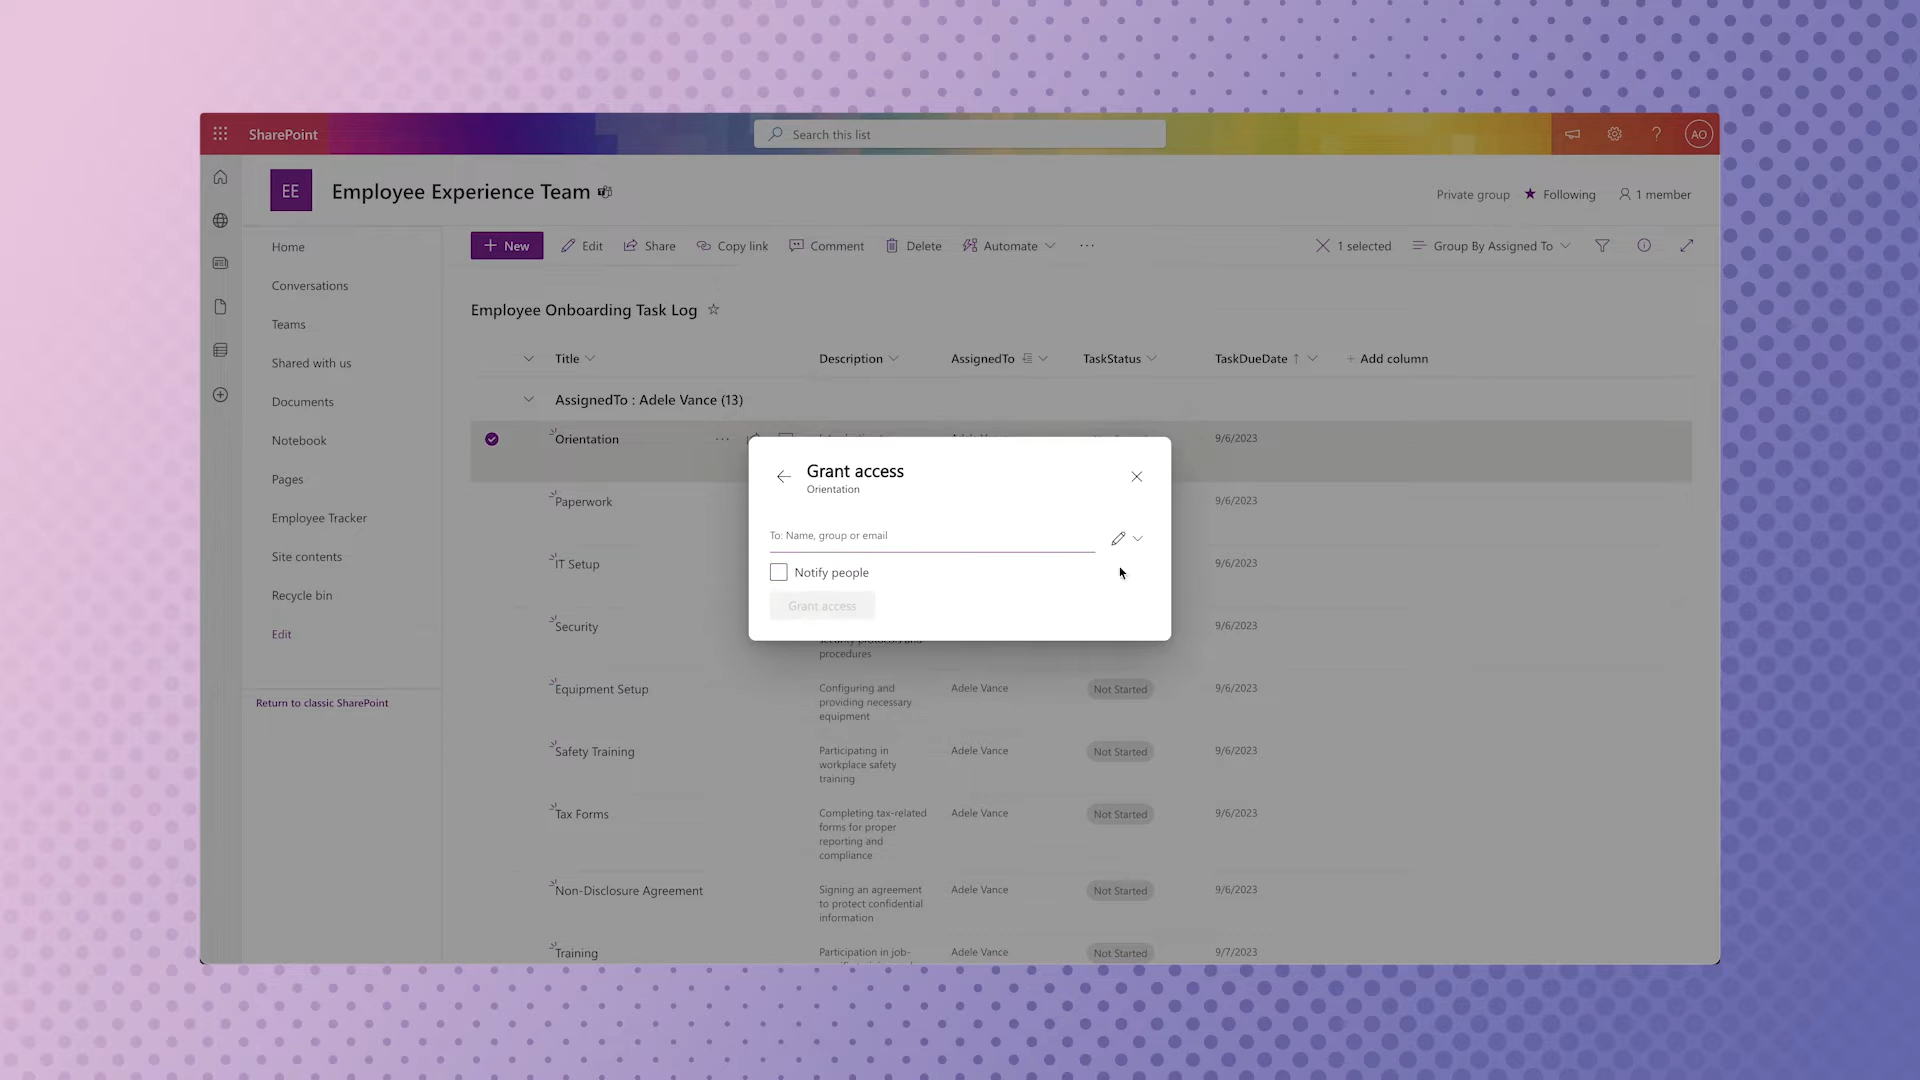 SharePoint
Search this list
AO
EE
Employee Experience Team
Private group
Following
1 member
Home
Conversations
Teams
Shared with us
Documents
Notebook
Pages
Employee Tracker
Site contents
Recycle bin
Edit
Return to classic SharePoint
+ New
Edit
Share
Copy link
Comment
Delete
Automate
...
1 selected
Group By Assigned To
Employee Onboarding Task Log
Title
Description
AssignedTo
TaskStatus
TaskDueDate ↑
+ Add column
AssignedTo : Adele Vance (13)
Orientation
...
9/6/2023
Paperwork
9/6/2023
IT Setup
9/6/2023
Security
security protocols and
procedures
9/6/2023
Equipment Setup
Configuring and
providing necessary
equipment
Adele Vance
Not Started
9/6/2023
Safety Training
Participating in
workplace safety
training
Adele Vance
Not Started
9/6/2023
Tax Forms
Completing tax-related
forms for proper
reporting and
compliance
Adele Vance
Not Started
9/6/2023
Non-Disclosure Agreement
Signing an agreement
to protect confidential
information
Adele Vance
Not Started
9/6/2023
Training
Participation in job-
Adele Vance
Not Started
9/7/2023
Grant access
Orientation
To: Name, group or email
Notify people
Grant access